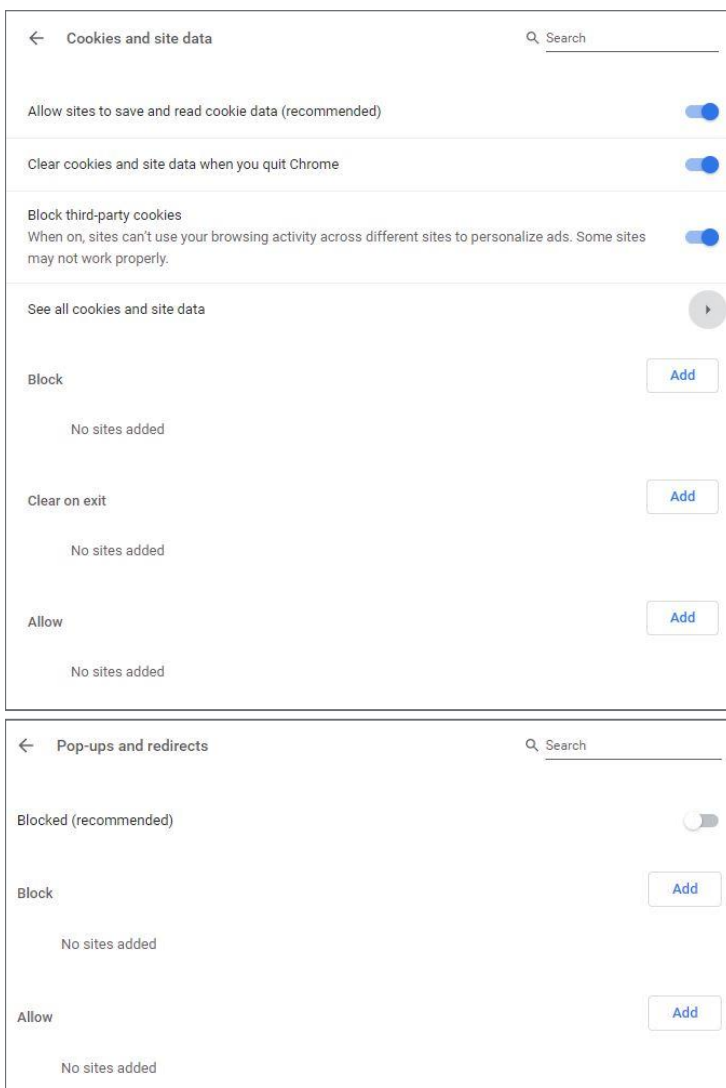 Cookies and site data
Search
Allow sites to save and read cookie data (recommended)
Clear cookies and site data when you quit Chrome
Block third-party cookies
When on, sites can't use your browsing activity across different sites to personalize ads. Some sites
may not work properly.
See all cookies and site data
Block
Add
No sites added
Clear on exit
Add
No sites added
Allow
Add
No sites added
Pop-ups and redirects
Search
Blocked (recommended)
Block
Add
No sites added
Allow
Add
No sites added